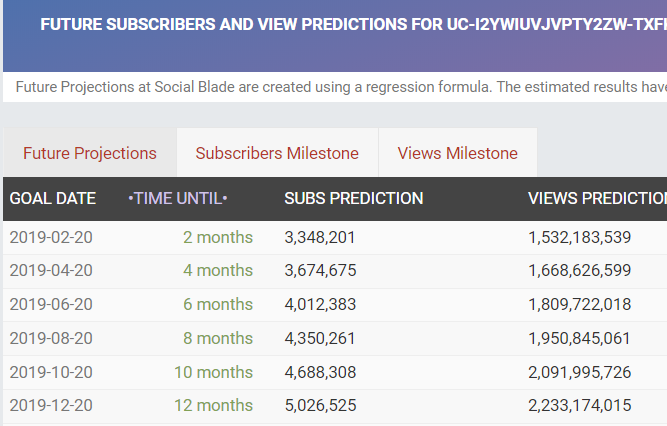 FUTURE SUBSCRIBERS AND VIEW PREDICTIONS FOR UC-I2YWIUVJVPTY2ZW-TXF
Future Projections at Social Blade are created using a regression formula. The estimated results have
Future Projections Subscribers Milestone Views Milestone
GOAL DATE •TIME UNTIL• SUBS PREDICTION VIEWS PREDICTION
2019-02-20 2 months 3,348,201 1,532,183,539
2019-04-20 4 months 3,674,675 1,668,626,599
2019-06-20 6 months 4,012,383 1,809,722,018
2019-08-20 8 months 4,350,261 1,950,845,061
2019-10-20 10 months 4,688,308 2,091,995,726
2019-12-20 12 months 5,026,525 2,233,174,015